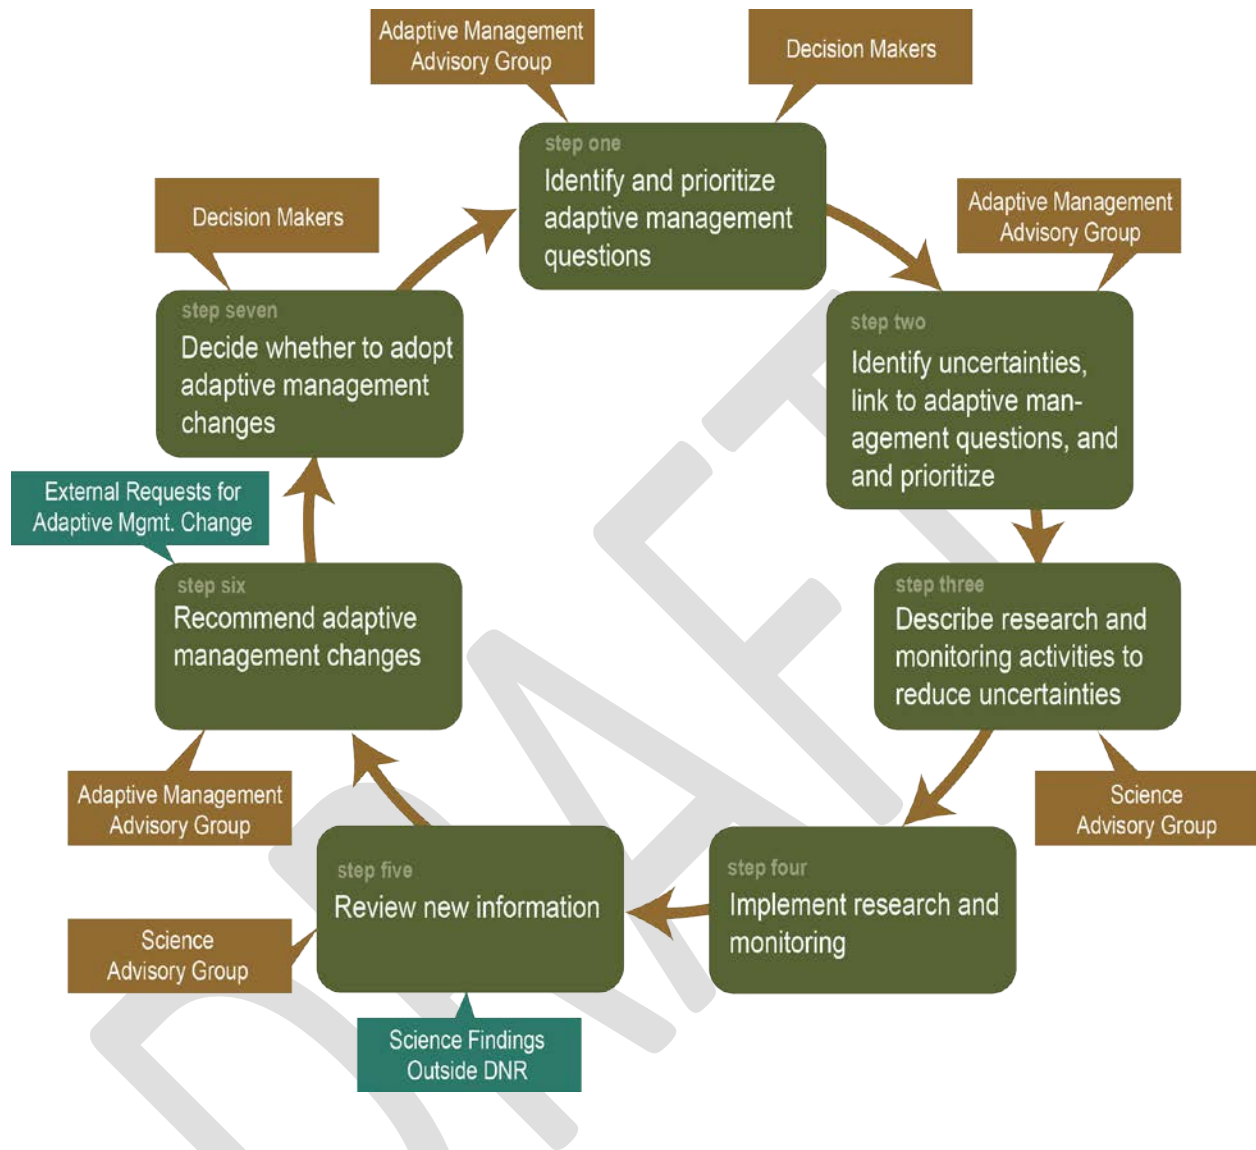 Adaptive Management
Advisory Group
Decision Makers
step one
Identify and prioritize
adaptive management
questions
Adaptive Management
Advisory Group
step two
Identify uncertainties,
link to adaptive man-
agement questions, and
and prioritize
step three
Describe research and
monitoring activities to
reduce uncertainties
Science
Advisory Group
step four
Implement research and
monitoring
step five
Review new information
Science
Advisory Group
Science Findings
Outside DNR
step six
Recommend adaptive
management changes
External Requests for
Adaptive Mgmt. Change
Adaptive Management
Advisory Group
step seven
Decide whether to adopt
adaptive management
changes
Decision Makers
DRAFT